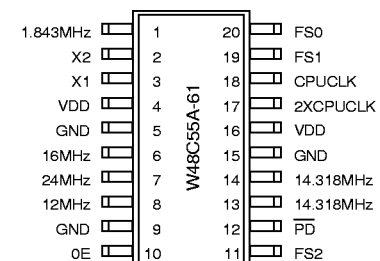 1.843MHz 1 20 FS0
X2 2 19 FS1
X1 3 18 CPUCLK
VDD 4 17 2XCPUCLK
GND 5 16 VDD
16MHz 6 15 GND
24MHz 7 14 14.318MHz
12MHz 8 13 14.318MHz
GND 9 12 PD
0E 10 11 FS2
W48C55A-61